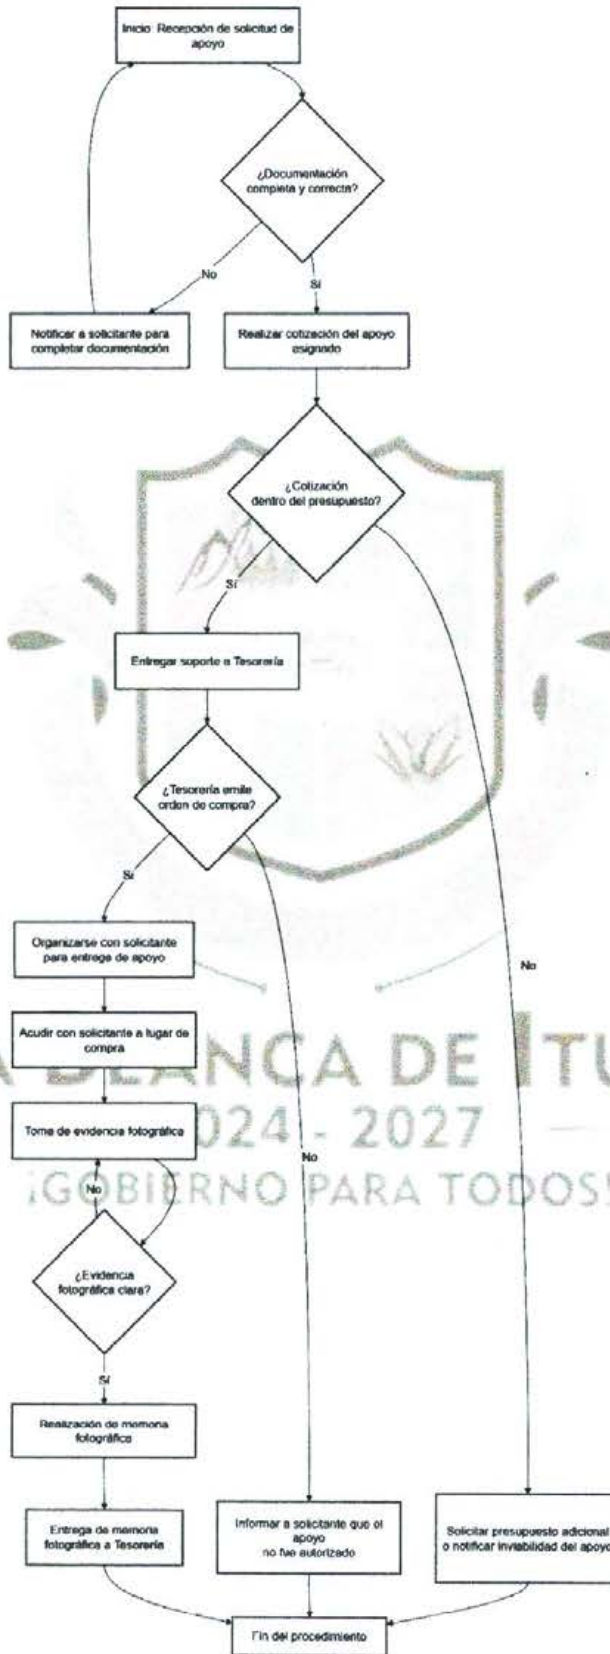 Inicio: Recepción de solicitud de
apoyo
¿Documentación
completa y correcta?
No
Sí
Notificar a solicitante para
completar documentación
Realizar cotización del apoyo
asignado
¿Cotización
dentro del presupuesto?
Sí
Entregar suporte a Tesorería
¿Tesorería emite
orden de compra?
Sí
Organizarse con solicitante
para entrega de apoyo
No
Acudir con solicitante a lugar de
compra
A BLANCA DE ITU
Toma de evidencia fotográfica
2024 - 2027
No
No
¡GOBIERNO PARA TODOS!
¿Evidencia
fotográfica clara?
Sí
Realización de memoria
fotográfica
Entrega de memoria
fotográfica a Tesorería
Informar a solicitante que el
apoyo
no fue autorizado
Solicitar presupuesto adicional
o notificar inviabilidad del apoyo
Fin del procedimiento